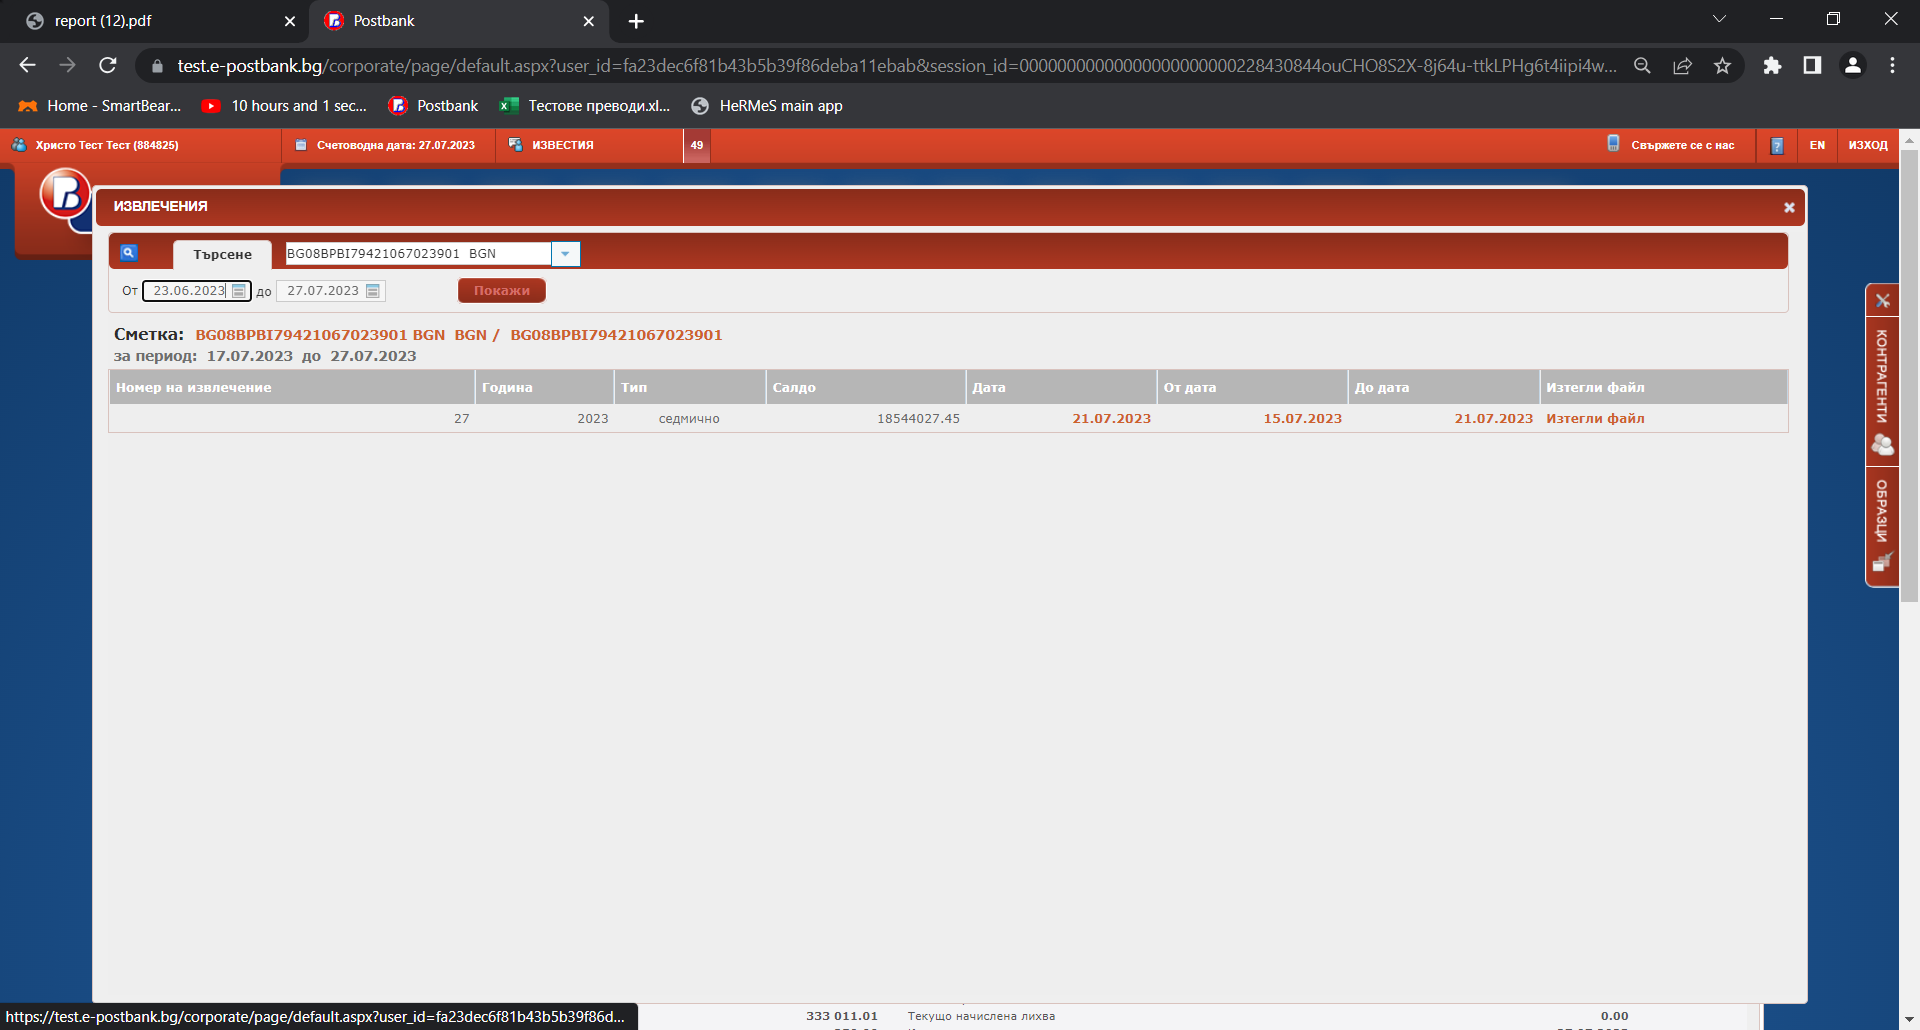 report (12).pdf
Postbank
test.e-postbank.bg/corporate/page/default.aspx?user_id=fa23dec6f81b43b5b39f86deba11ebab&session_id=
Home - SmartBear...
10 hours and 1 sec...
Postbank
Тестове преводи.xl...
HeRMeS main app
Христо Тест Тест (884825)
Счетоводна дата: 27.07.2023
ИЗВЕСТИЯ
49
Свържете се с нас
EN
ИЗХОД
ИЗВЛЕЧЕНИЯ
Търсене
BG08BPBI79421067023901 BGN
От 23.06.2023 до 27.07.2023 Покажи
Сметка: BG08BPBI79421067023901 BGN BGN / BG08BPBI79421067023901
за период: 17.07.2023 до 27.07.2023
Номер на извлечение Година Тип Салдо Дата От дата До дата Изтегли файл
27 2023 седмично 18544027.45 21.07.2023 15.07.2023 21.07.2023 Изтегли файл
КОНТРАГЕНТИ
ОБРАЗЦИ
https://test.e-postbank.bg/corporate/page/default.aspx?user_id=fa23dec6f81b43b5b39f86d...
333 011.01 Текущо начислена лихва 0.00